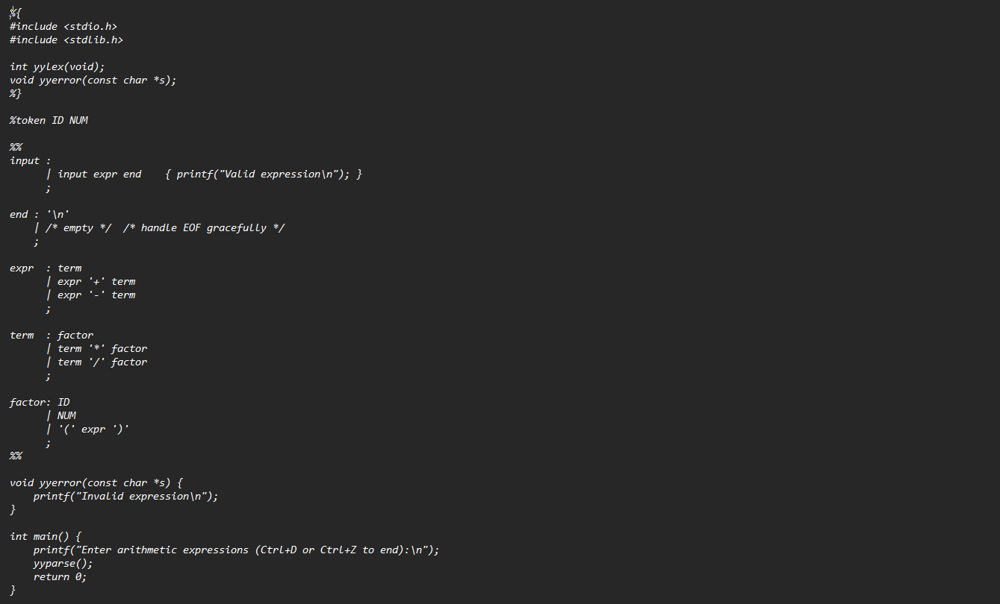 %{
#include <stdio.h>
#include <stdlib.h>

int yylex(void);
void yyerror(const char *s);
%}

%token ID NUM

%%
input :
      | input expr end    { printf("Valid expression\n"); }
      ;

end : '\n'
    | /* empty */  /* handle EOF gracefully */
    ;

expr  : term
      | expr '+' term
      | expr '-' term
      ;

term  : factor
      | term '*' factor
      | term '/' factor
      ;

factor: ID
      | NUM
      | '(' expr ')'
      ;
%%

void yyerror(const char *s) {
    printf("Invalid expression\n");
}

int main() {
    printf("Enter arithmetic expressions (Ctrl+D or Ctrl+Z to end):\n");
    yyparse();
    return 0;
}